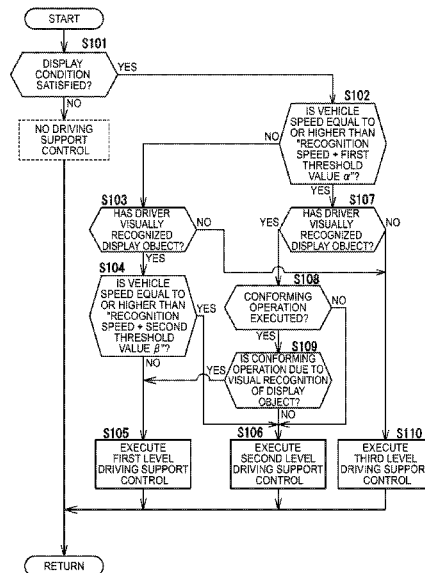 START
S101
DISPLAY
CONDITION
SATISFIED?
YES
NO
NO DRIVING
SUPPORT
CONTROL
S102
IS VEHICLE
SPEED EQUAL TO
OR HIGHER THAN
"RECOGNITION
SPEED + FIRST
THRESHOLD
VALUE α"?
NO
YES
S103
HAS DRIVER
VISUALLY
RECOGNIZED
DISPLAY OBJECT?
NO
YES
S107
HAS DRIVER
VISUALLY
RECOGNIZED
DISPLAY OBJECT?
YES
NO
S104
IS VEHICLE
SPEED EQUAL TO
OR HIGHER THAN
"RECOGNITION
SPEED + SECOND
THRESHOLD
VALUE β"?
YES
NO
S108
CONFORMING
OPERATION
EXECUTED?
NO
YES
S109
IS CONFORMING
OPERATION DUE TO
VISUAL RECOGNITION
OF DISPLAY
OBJECT?
YES
NO
S105
EXECUTE
FIRST LEVEL
DRIVING SUPPORT
CONTROL
S106
EXECUTE
SECOND LEVEL
DRIVING SUPPORT
CONTROL
S110
EXECUTE
THIRD LEVEL
DRIVING SUPPORT
CONTROL
RETURN